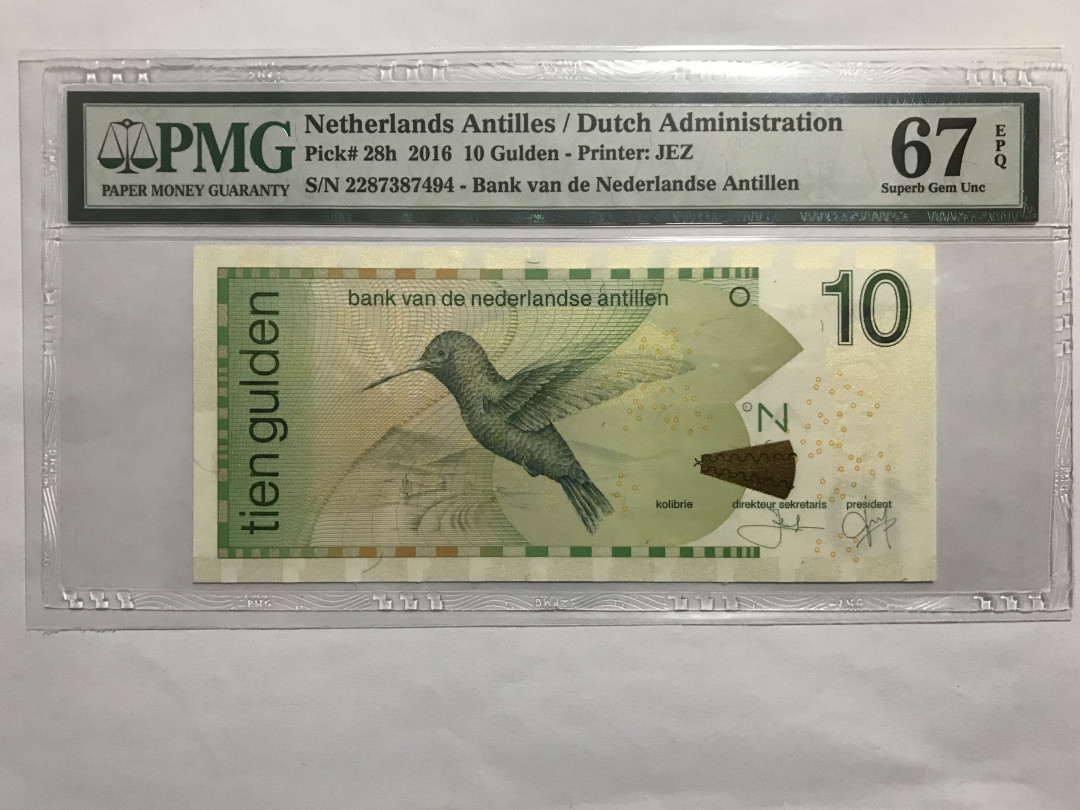 PMG
PAPER MONEY GUARANTY
Netherlands Antilles / Dutch Administration
Pick# 28h 2016 10 Gulden - Printer: JEZ
S/N 2287387494 - Bank van de Nederlandse Antillen
67
EPQ
Superb Gem Unc
bank van de nederlandse antillen
10
tien gulden
N
kolibrie
direkteur sekretaris
president
PMG
PMG